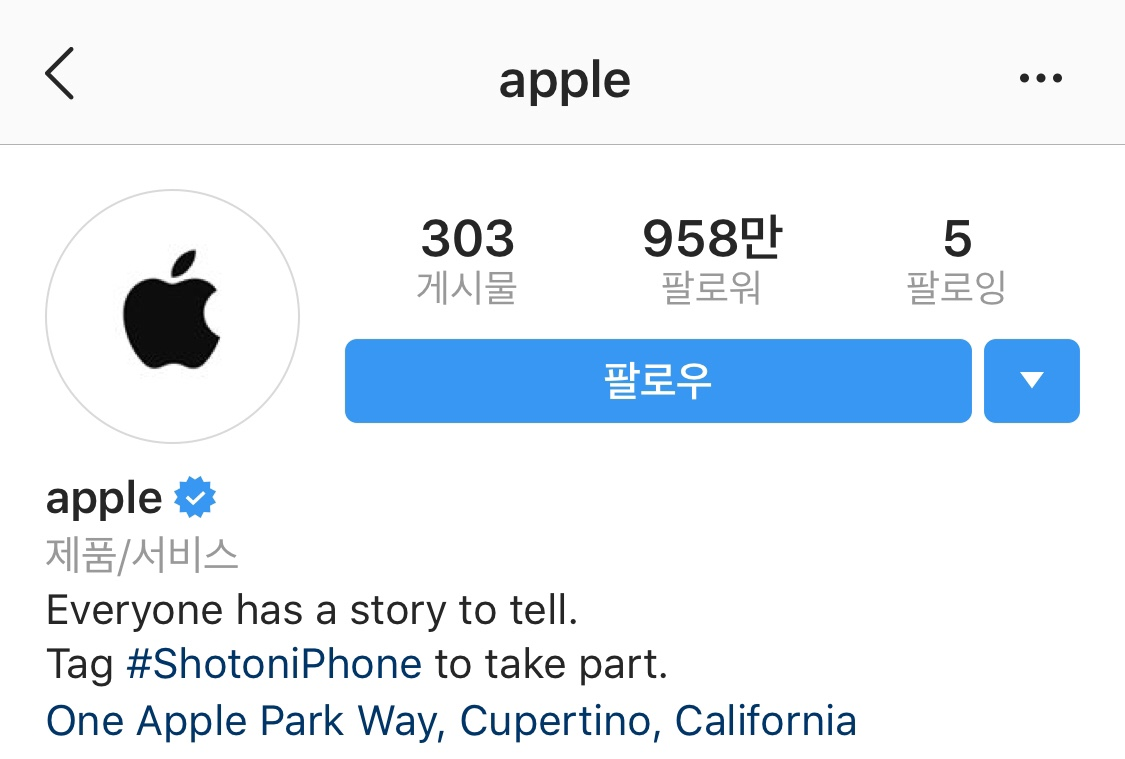 apple
303 958만 5
게시물 팔로워 팔로잉
팔로우
apple
제품/서비스
Everyone has a story to tell.
Tag #ShotoniPhone to take part.
One Apple Park Way, Cupertino, California